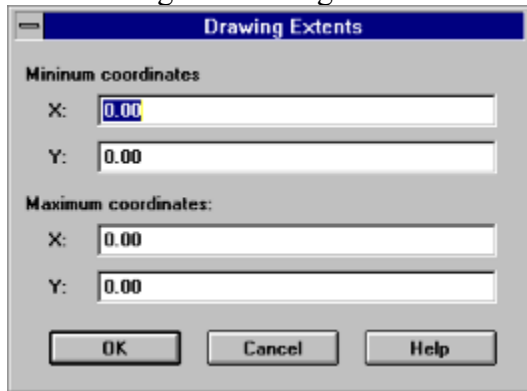 Drawing Extents
Mininum coordinates
X: 0.00
Y: 0.00
Maximum coordinates:
X: 0.00
Y: 0.00
OK Cancel Help